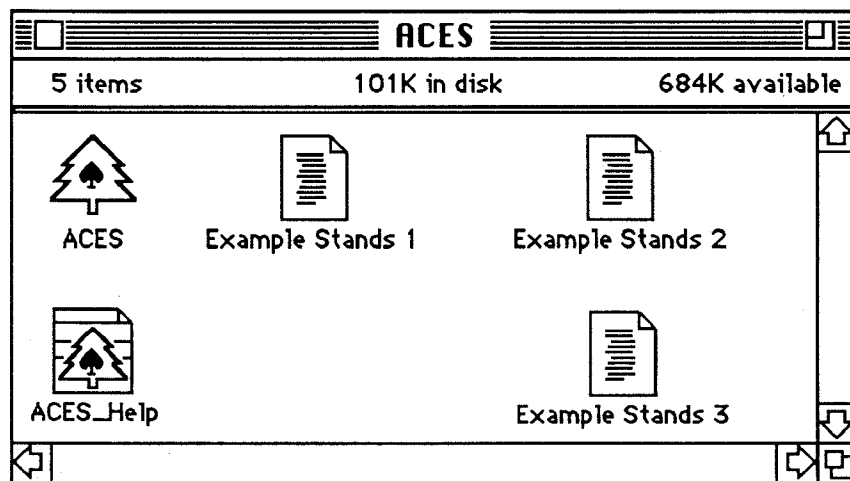 ACES
5 items 101K in disk 684K available
ACES Example Stands 1 Example Stands 2
ACES_Help Example Stands 3